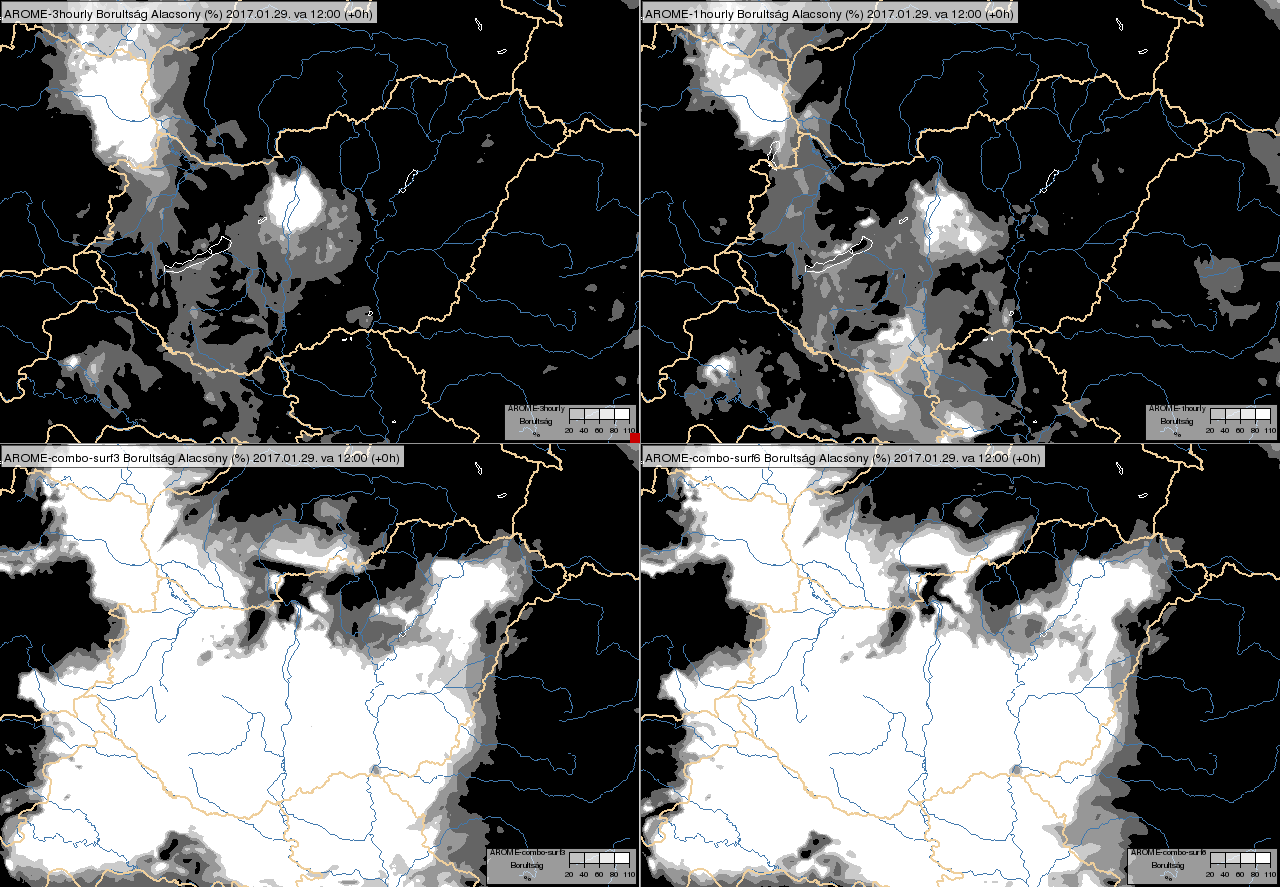 AROME-3hourly Borultság Alacsony (%) 2017.01.29. va 12:00 (+0h)
AROME-1hourly Borultság Alacsony (%) 2017.01.29. va 12:00 (+0h)
AROME-3hourly
Borultság
%
20 40 60 80 110
AROME-1hourly
Borultság
%
20 40 60 80 110
AROME-combo-surf3 Borultság Alacsony (%) 2017.01.29. va 12:00 (+0h)
AROME-combo-surf6 Borultság Alacsony (%) 2017.01.29. va 12:00 (+0h)
AROME-combo-surf3
Borultság
%
20 40 60 80 110
AROME-combo-surf6
Borultság
%
20 40 60 80 110